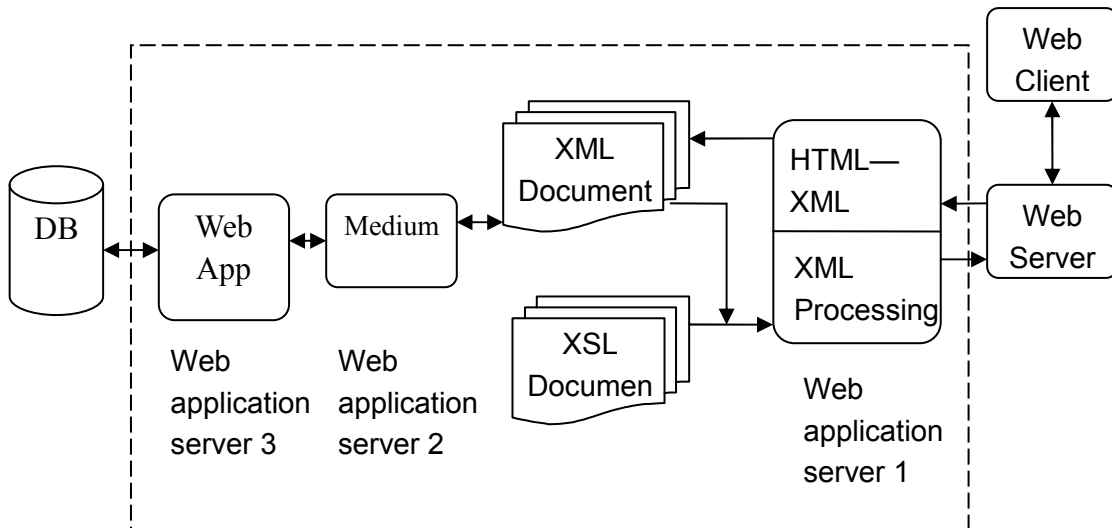 Web
Client
XML
Document
HTML—
XML
DB
Web
App
Medium
Web
Server
XML
Processing
XSL
Documen
Web
application
server 3
Web
application
server 2
Web
application
server 1